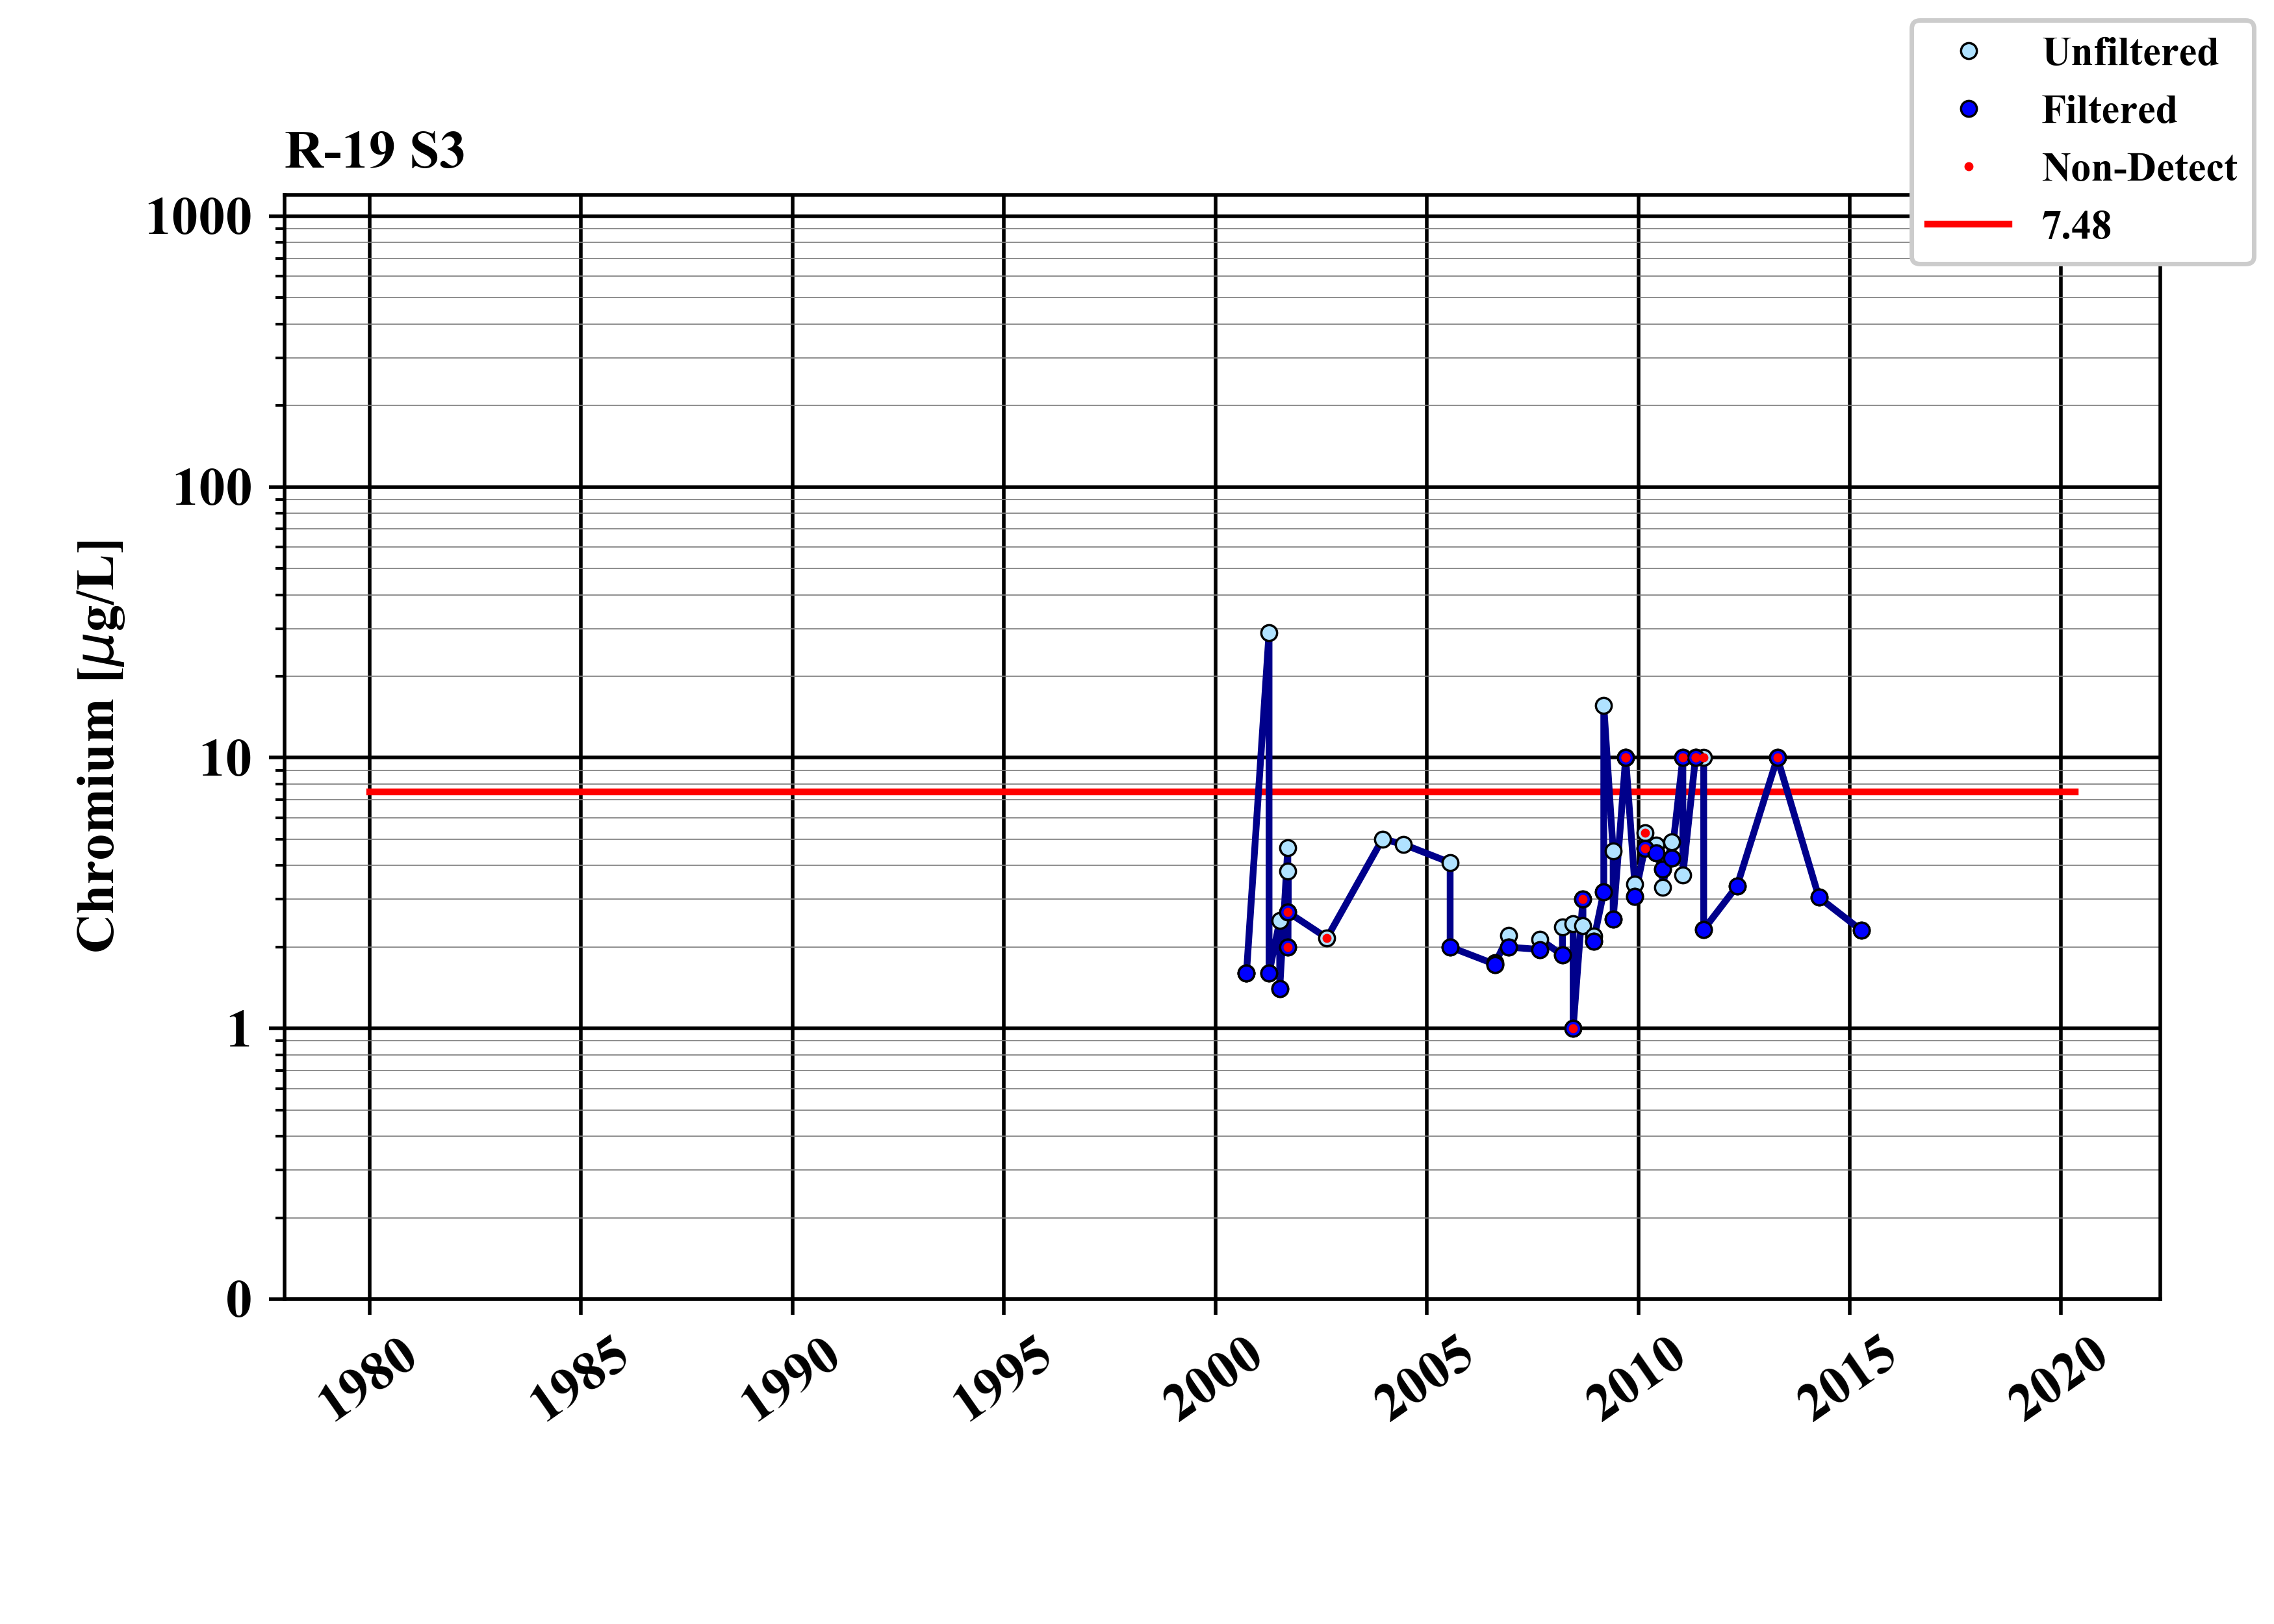 Unfiltered
Filtered
Non-Detect
7.48
R-19 S3
1000
100
10
1
0
Chromium [μg/L]
1980 1985 1990 1995 2000 2005 2010 2015 2020